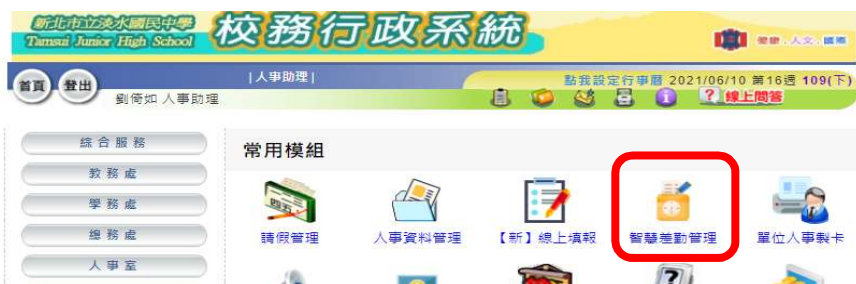 新北市立淡水國民中學
Tamsui Junior High School
校務行政系統
健康．人文．國際
首頁
登出
|人事助理|
點我設定行事曆 2021/06/10 第16週 109(下)
劉倚如 人事助理
? 線上問答
綜合服務
教務處
學務處
總務處
人事室
常用模組
請假管理
人事資料管理
【新】線上填報
智慧差勤管理
單位人事製卡